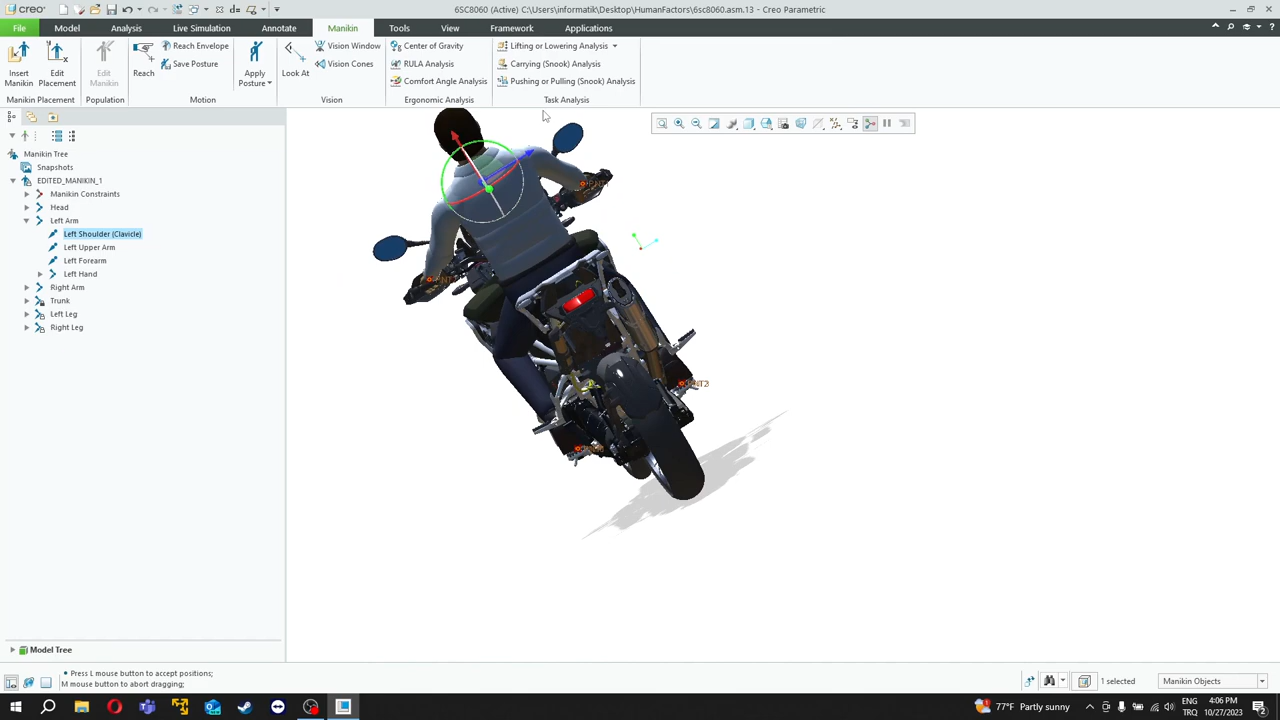 creo
6SC8060 (Active) C:\Users\informatik\Desktop\HumanFactors\6sc8060.asm.13 - Creo Parametric
File Model Analysis Live Simulation Annotate Manikin Tools View Framework Applications
Insert Manikin
Edit Placement
Edit Manikin
Reach
Reach Envelope
Save Posture
Apply Posture
Look At
Vision Window
Vision Cones
Center of Gravity
RULA Analysis
Comfort Angle Analysis
Lifting or Lowering Analysis
Carrying (Snook) Analysis
Pushing or Pulling (Snook) Analysis
Manikin Placement Population Motion Vision Ergonomic Analysis Task Analysis
Manikin Tree
Snapshots
EDITED_MANIKIN_1
Manikin Constraints
Head
Left Arm
Left Shoulder (Clavicle)
Left Upper Arm
Left Forearm
Left Hand
Right Arm
Trunk
Left Leg
Right Leg
Model Tree
• Press L mouse button to accept positions;
M mouse button to abort dragging;
1 selected
Manikin Objects
77°F Partly sunny
ENG
TRQ
4:06 PM
10/27/2023
2